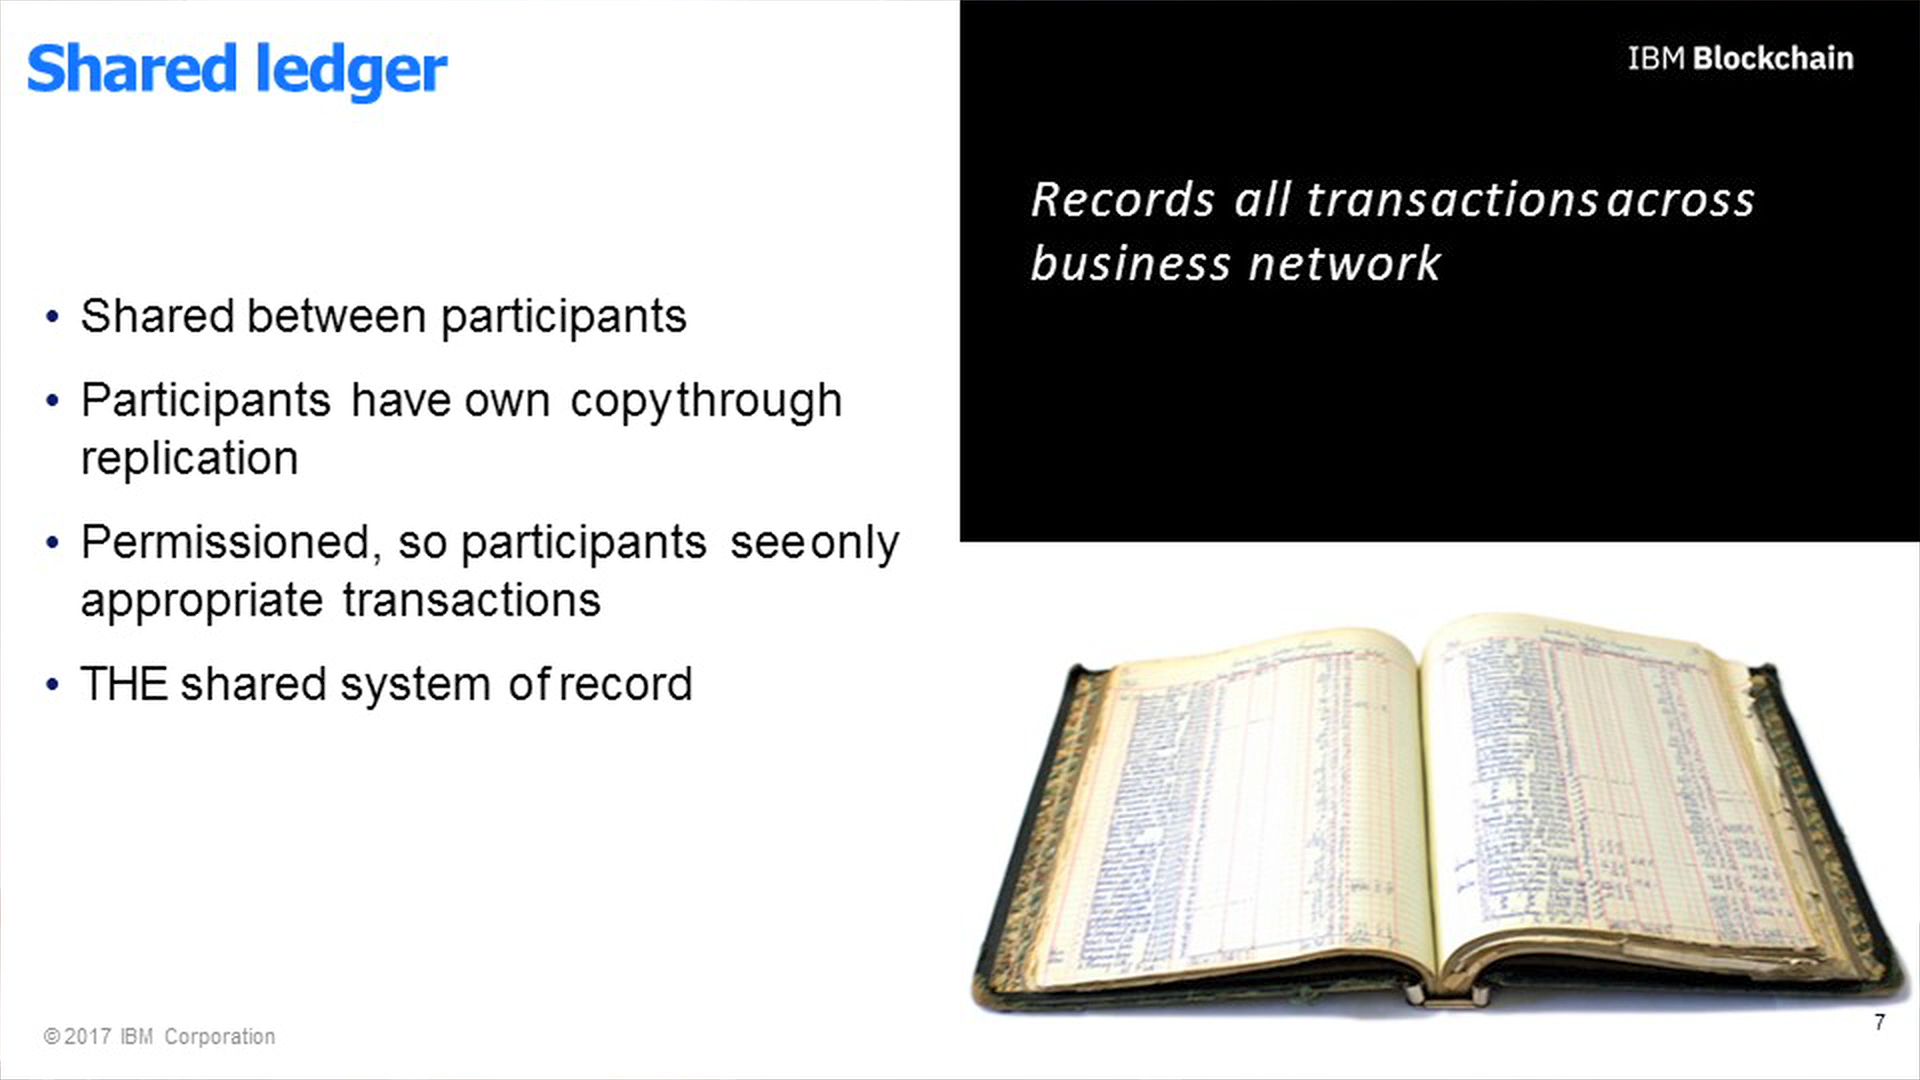 Shared ledger
IBM Blockchain
Records all transactions across
business network
• Shared between participants
• Participants have own copy through
replication
• Permissioned, so participants see only
appropriate transactions
• THE shared system of record
© 2017 IBM Corporation
7